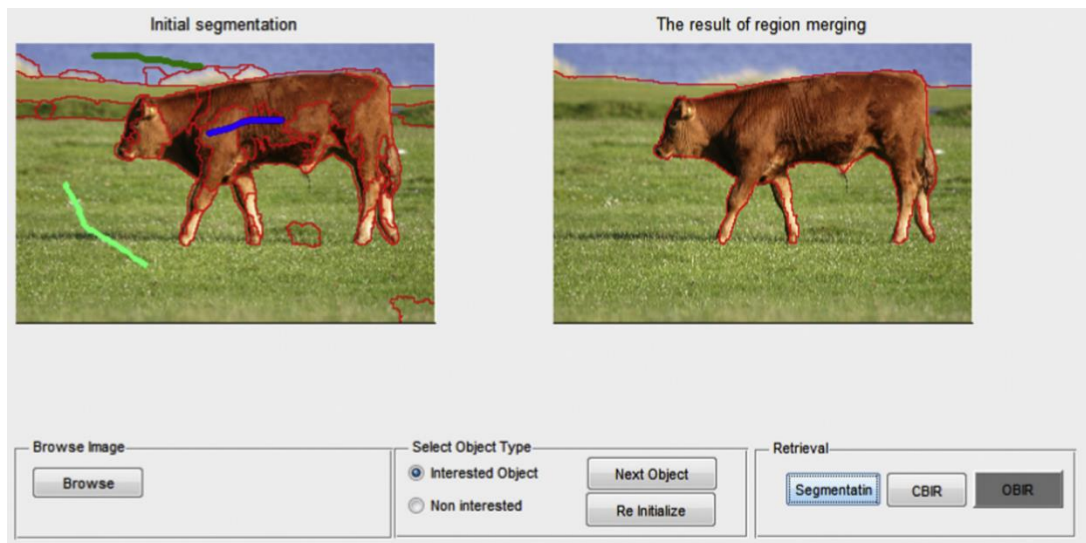 Initial segmentation
The result of region merging
Browse Image
Browse
Select Object Type
Interested Object
Next Object
Non interested
Re Initialize
Retrieval
Segmentatin
CBIR
OBIR